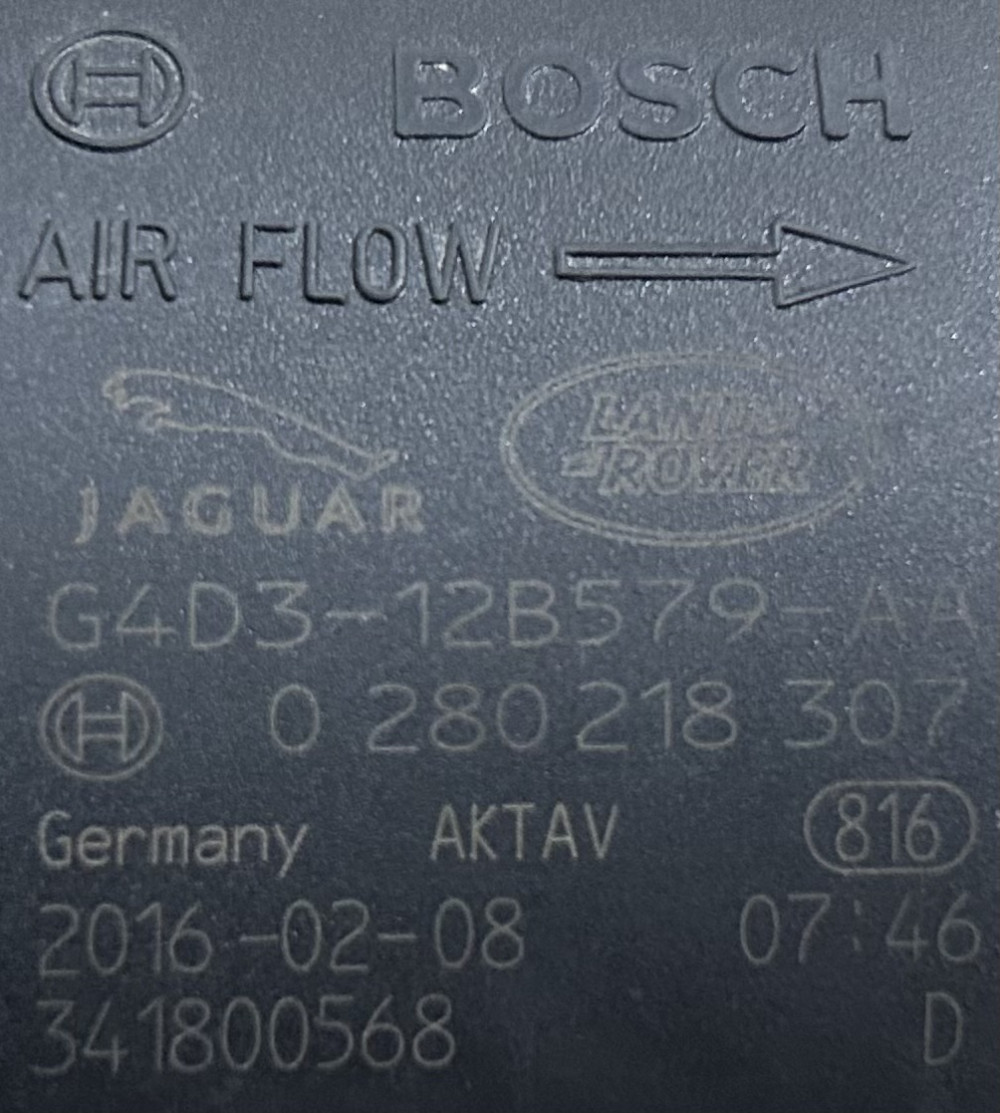 BOSCH
AIR FLOW
JAGUAR
LAND
ROVER
G4D3-12B579-AA
0 280 218 307
Germany AKTAV 816
2016-02-08 07:46
341800568 D